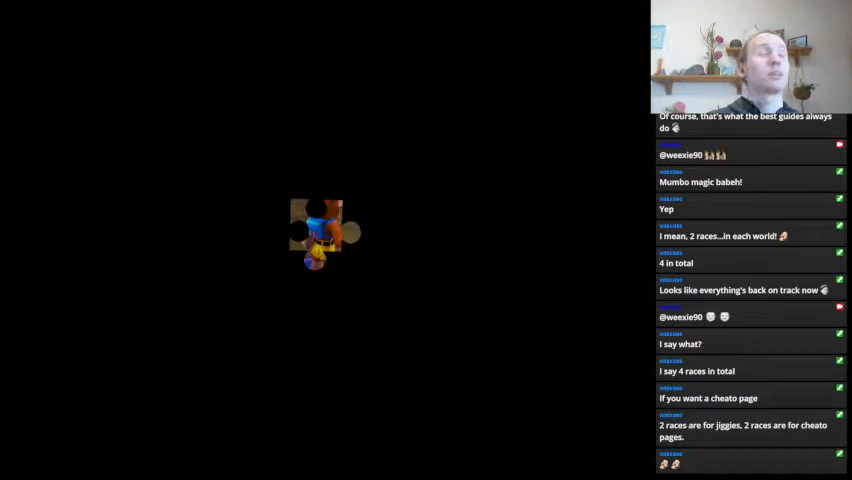 Of course, that's what the best guides always
do
@weexie90
Mumbo magic babeh!
Yep
I mean, 2 races...in each world!
4 in total
Looks like everything's back on track now
@weexie90
I say what?
I say 4 races in total
If you want a cheato page
2 races are for jiggies, 2 races are for cheato
pages.